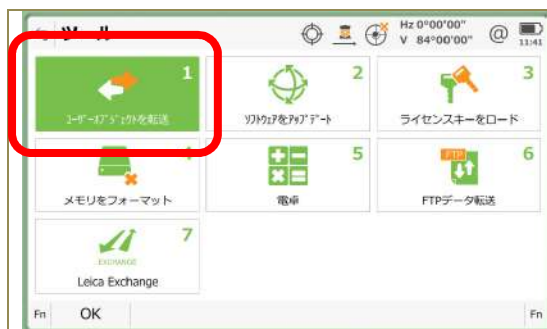 ツール
Hz 0°00'00"
V 84°00'00"
@
11:41
1
ﾕｰｻﾞｰｵﾌﾞｼﾞｪｸﾄを転送
2
ｿﾌﾄｳｪｱをｱｯﾌﾟﾃﾞｰﾄ
3
ライセンスキーをロード
4
メモリをフォーマット
5
電卓
FTP
6
FTPデータ転送
7
EXCHANGE
Leica Exchange
Fn
OK
Fn